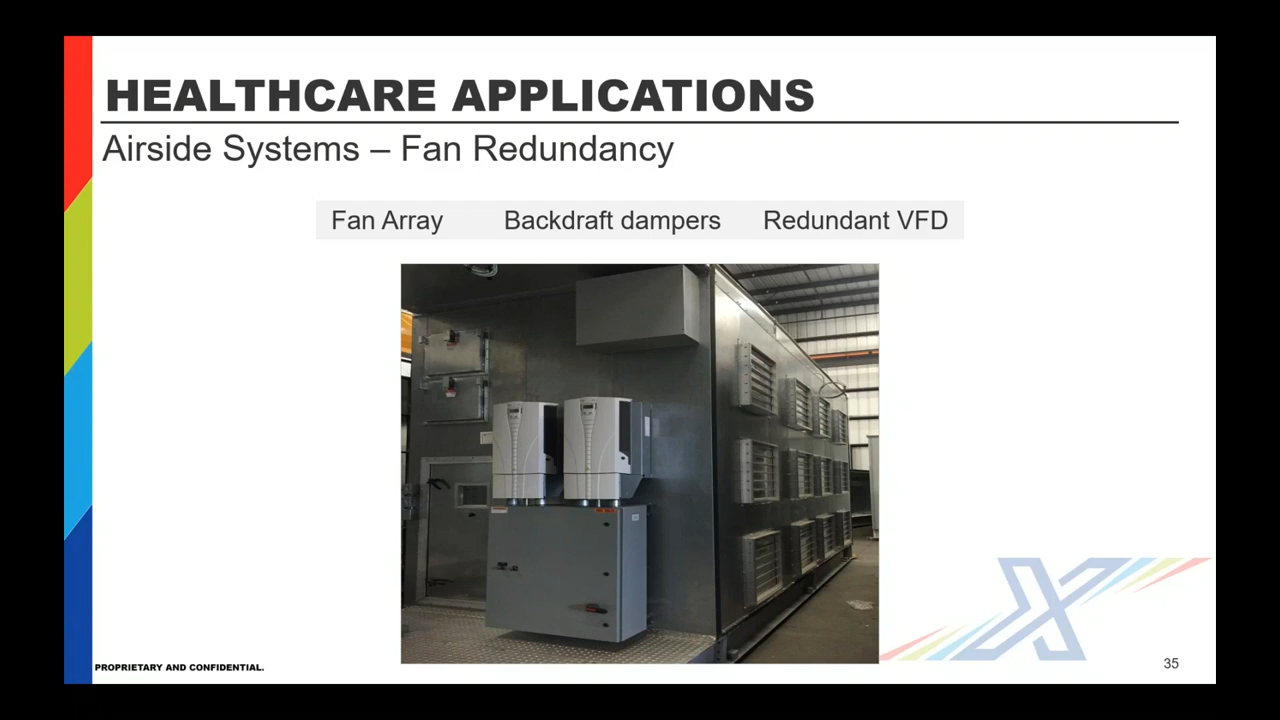 HEALTHCARE APPLICATIONS
Airside Systems – Fan Redundancy
Fan Array Backdraft dampers Redundant VFD
PROPRIETARY AND CONFIDENTIAL.
35